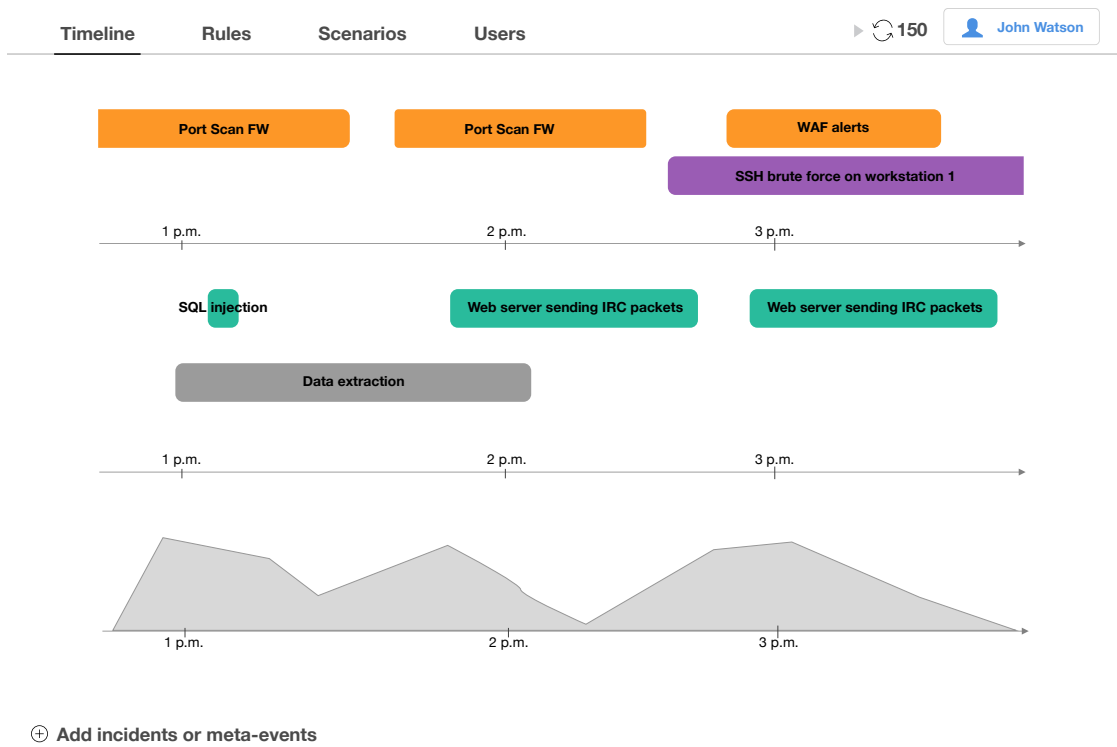 Timeline Rules Scenarios Users 150 John Watson
Port Scan FW Port Scan FW WAF alerts
SSH brute force on workstation 1
1 p.m. 2 p.m. 3 p.m.
SQL injection Web server sending IRC packets Web server sending IRC packets
Data extraction
1 p.m. 2 p.m. 3 p.m.
1 p.m. 2 p.m. 3 p.m.
Add incidents or meta-events